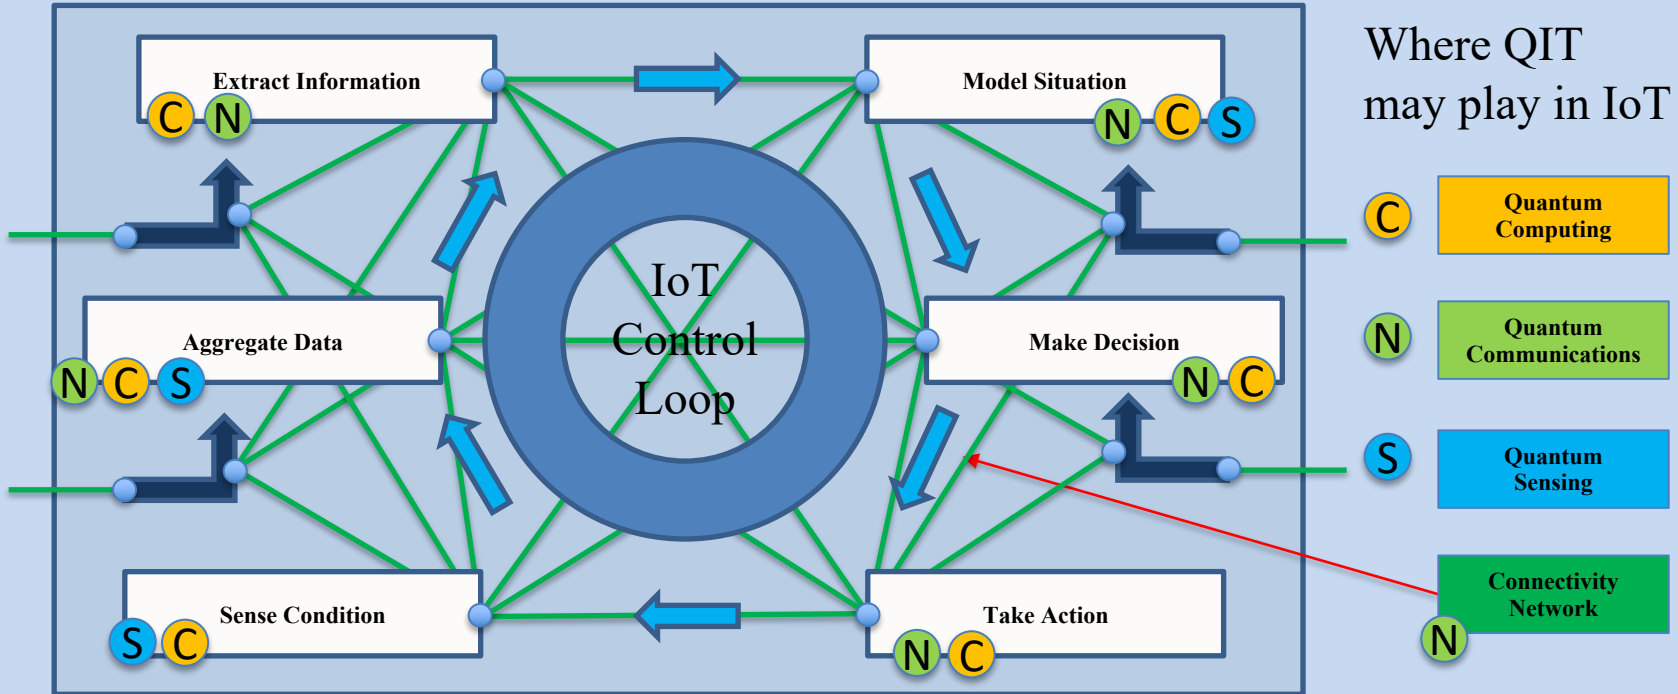 Where QIT
may play in IoT
Extract Information
C N
Model Situation
N C S
Aggregate Data
N C S
IoT
Control
Loop
Make Decision
N C
Sense Condition
S C
Take Action
N C
C
Quantum
Computing
N
Quantum
Communications
S
Quantum
Sensing
Connectivity
Network
N